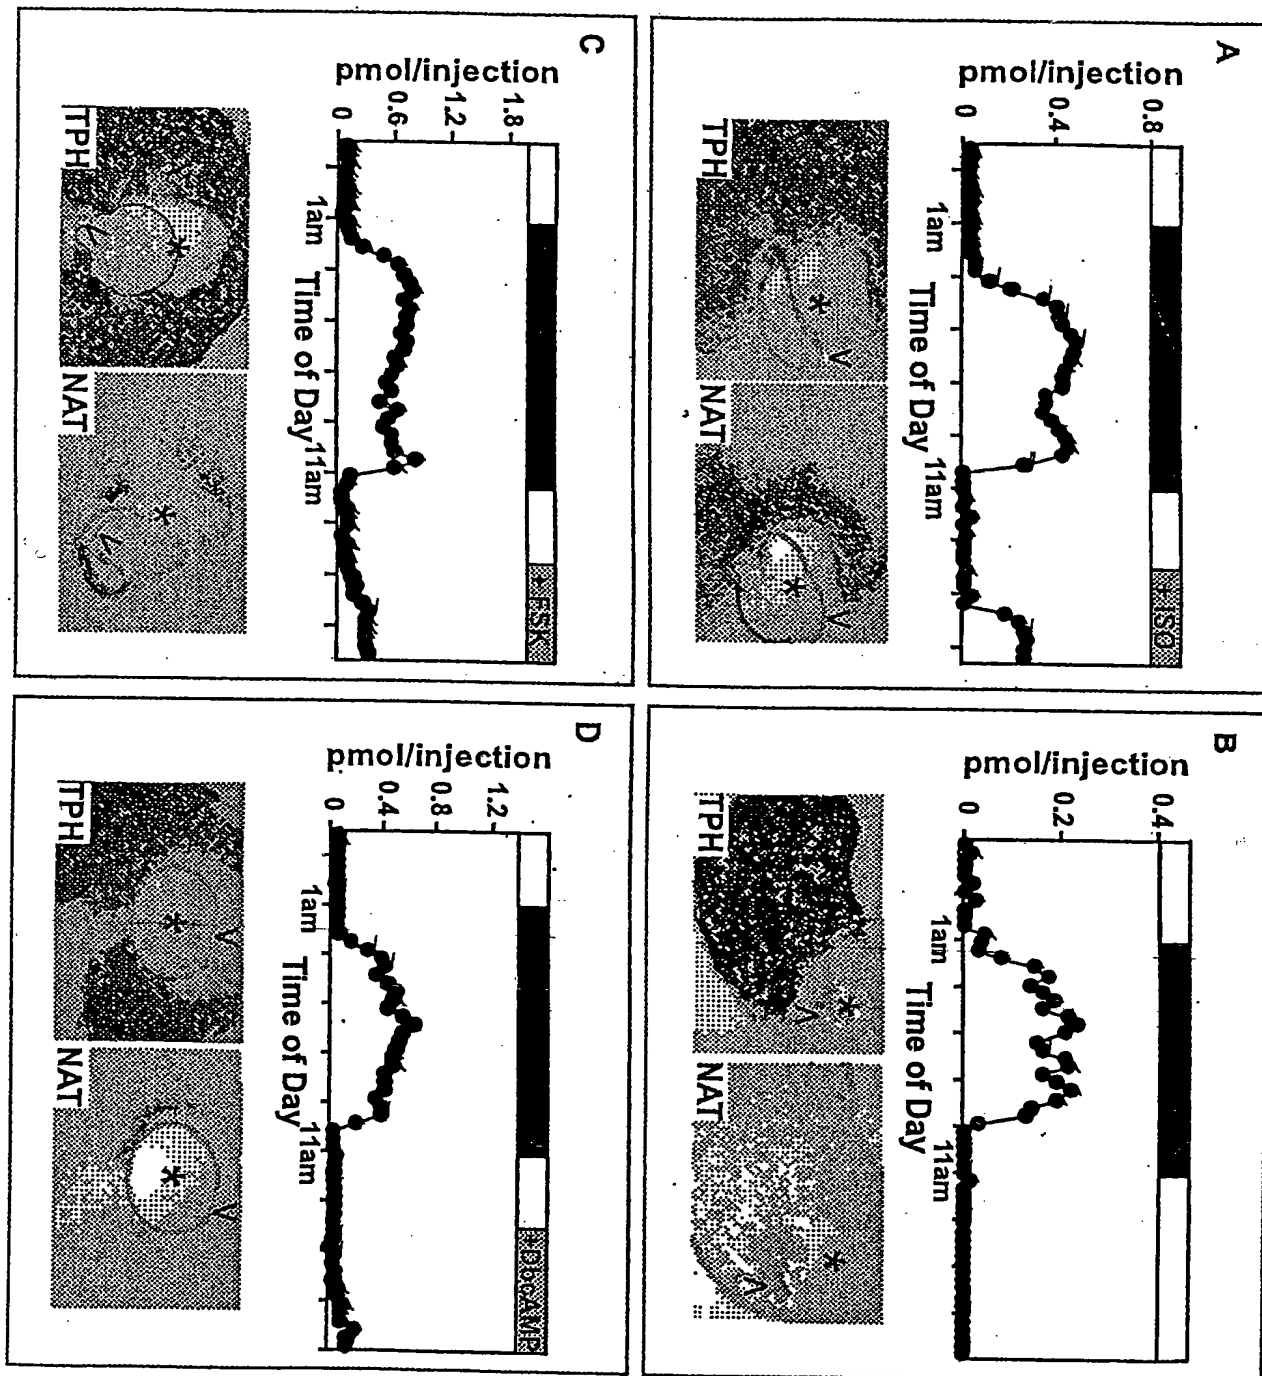 A
pmol/injection
0 0.4 0.8
+ ISO
1am 11am
Time of Day
TPH NAT
* V * V
B
pmol/injection
0 0.2 0.4
1am 11am
Time of Day
TPH NAT
* V * V
C
pmol/injection
0 0.6 1.2 1.8
+ FSK
1am 11am
Time of Day
TPH NAT
* *
D
pmol/injection
0 0.4 0.8 1.2
+DbcAMP
1am 11am
Time of Day
TPH NAT
* V * V